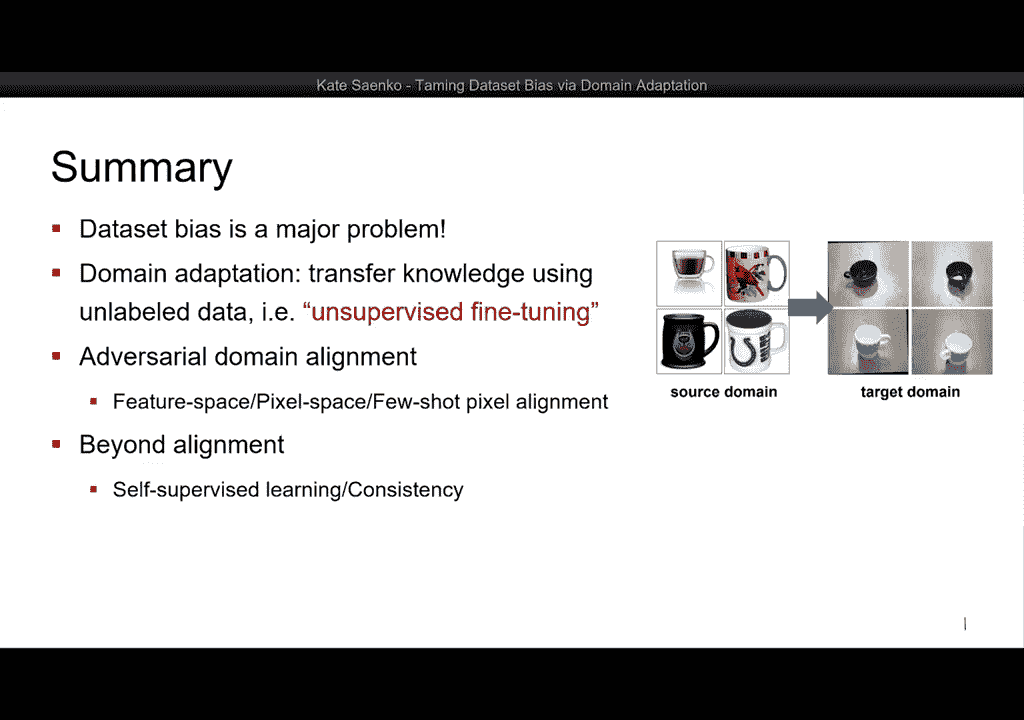 Kate Saenko - Taming Dataset Bias via Domain Adaptation
Summary
Dataset bias is a major problem!
Domain adaptation: transfer knowledge using
unlabeled data, i.e. “unsupervised fine-tuning”
Adversarial domain alignment
Feature-space/Pixel-space/Few-shot pixel alignment
Beyond alignment
Self-supervised learning/Consistency
source domain
target domain